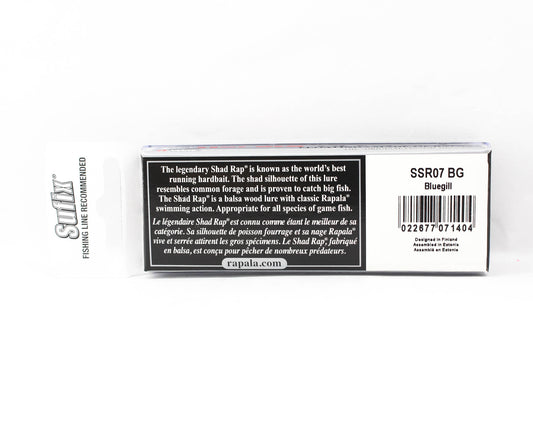 Sufix
FISHING LINE RECOMMENDED
The legendary Shad Rap® is known as the world's best
running hardbait. The shad silhouette of this lure
resembles common forage and is proven to catch big fish.
The Shad Rap® is a balsa wood lure with classic Rapala®
swimming action. Appropriate for all species of game fish.
Le légendaire Shad Rap® est connu comme étant le meilleur de sa
catégorie. Sa silhouette de poisson fourrage et sa nage Rapala®
vive et serrée attirent les gros spécimens. Le Shad Rap®, fabriqué
en balsa, est conçu pour pêcher de nombreux prédateurs.
rapala.com
SSR07 BG
Bluegill
0 22677 07140 4
Designed in Finland
Assembled in Estonia
Assemblé en Estonie